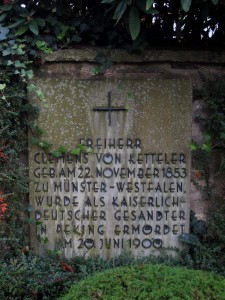 FREIHERR
CLEMENS VON KETTELER
GEB. AM 22. NOVEMBER 1853
ZU MÜNSTER-WESTFALEN,
WURDE ALS KAISERLICH-
DEUTSCHER GESANDTER
IN PEKING ERMORDET
AM 20. JUNI 1900.